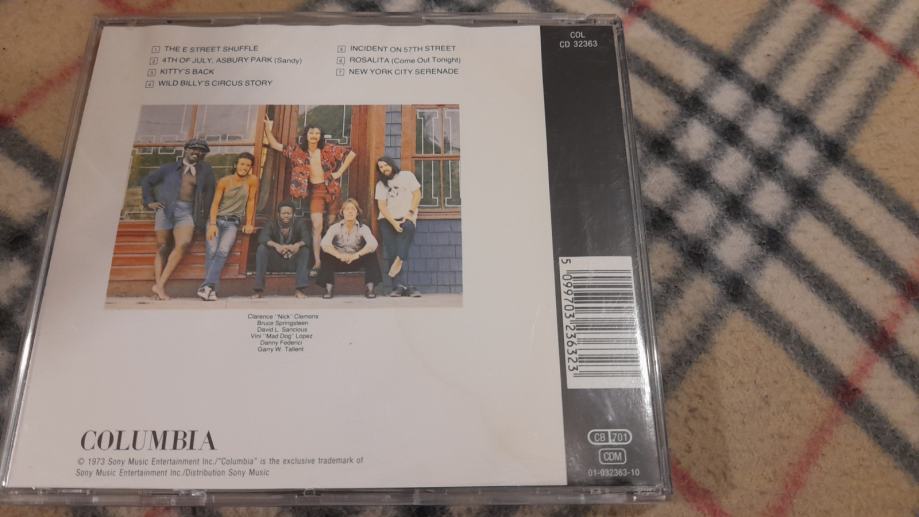 1 THE E STREET SHUFFLE
2 4TH OF JULY, ASBURY PARK (Sandy)
3 KITTY'S BACK
4 WILD BILLY'S CIRCUS STORY
5 INCIDENT ON 57TH STREET
6 ROSALITA (Come Out Tonight)
7 NEW YORK CITY SERENADE
COL
CD 32363
Clarence "Nick" Clemons
Bruce Springsteen
David L. Sancious
Vini "Mad Dog" Lopez
Danny Federici
Garry W. Tallent
5 099703 236323
COLUMBIA
© 1973 Sony Music Entertainment Inc./"Columbia" is the exclusive trademark of
Sony Music Entertainment Inc./Distribution Sony Music
CB 701
CDM
01-032363-10